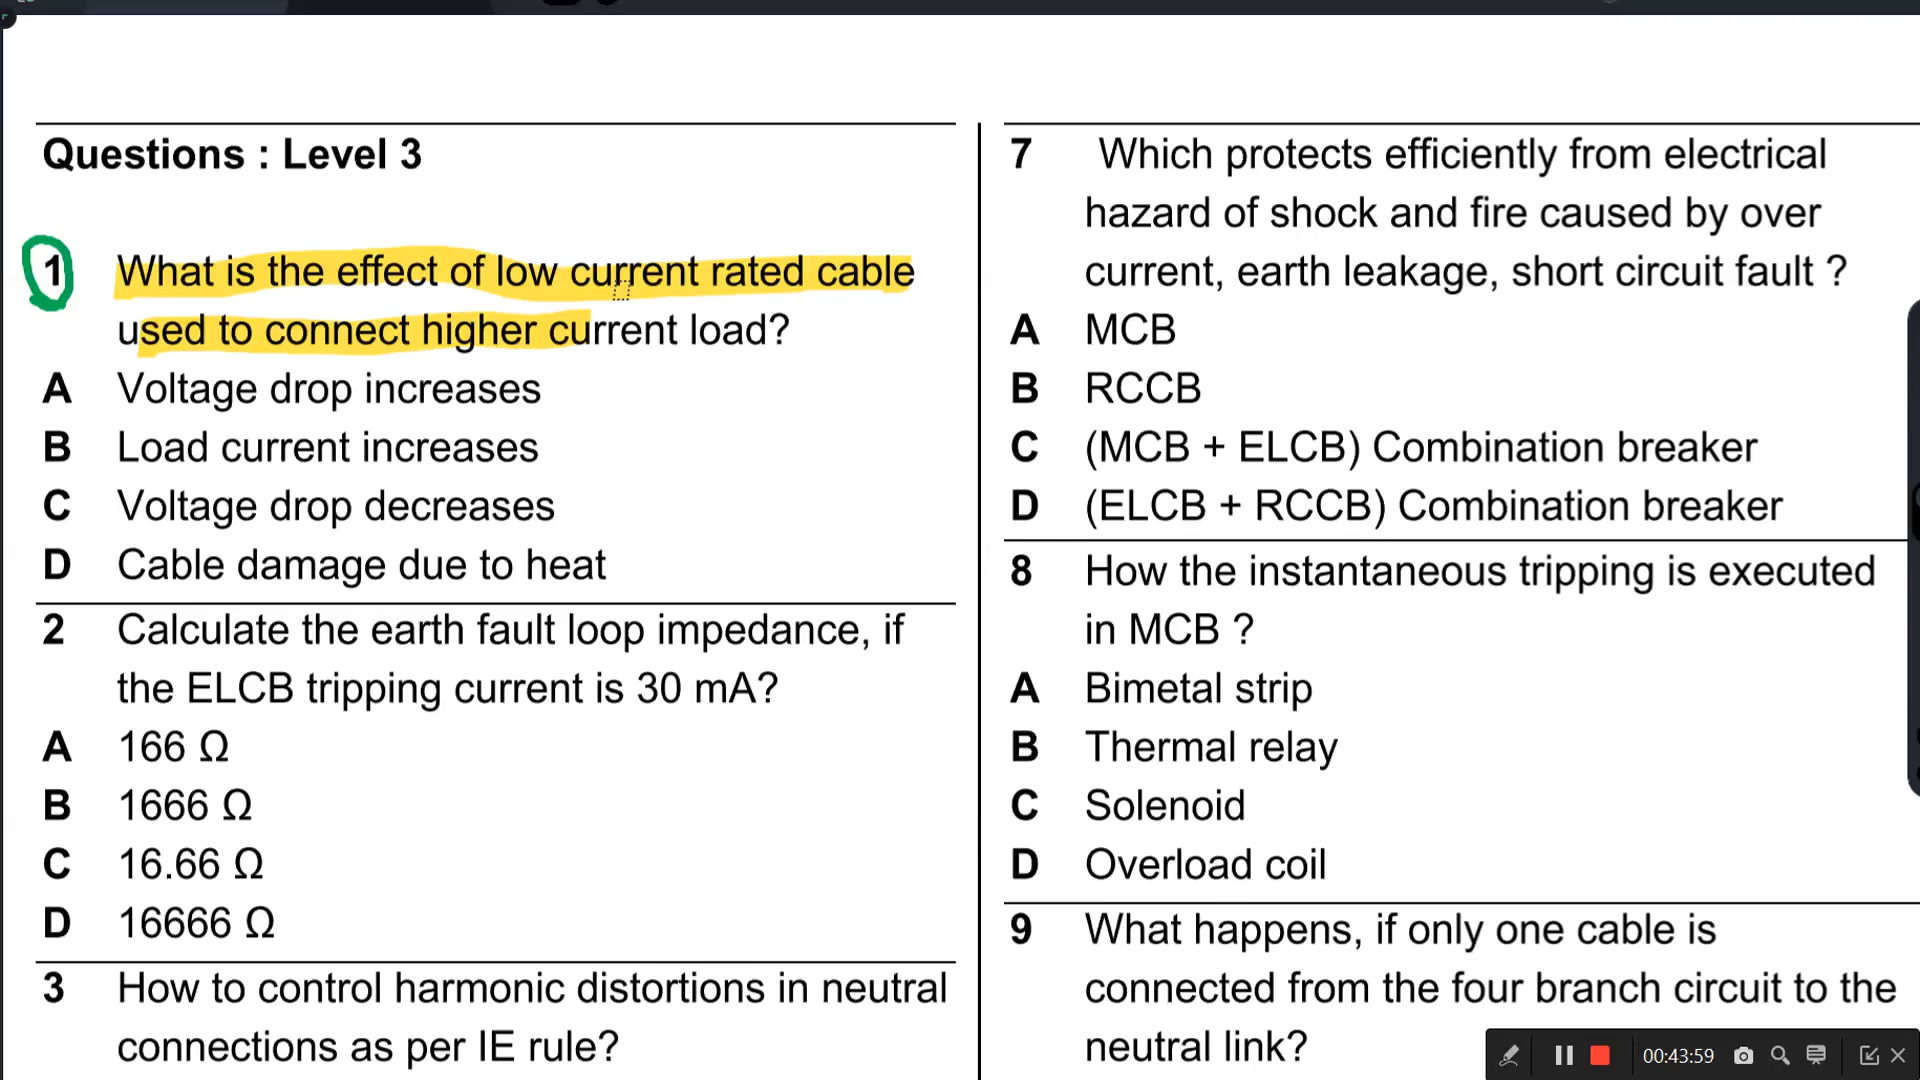 Questions : Level 3
1 What is the effect of low current rated cable
used to connect higher current load?
A Voltage drop increases
B Load current increases
C Voltage drop decreases
D Cable damage due to heat
2 Calculate the earth fault loop impedance, if
the ELCB tripping current is 30 mA?
A 166 Ω
B 1666 Ω
C 16.66 Ω
D 16666 Ω
3 How to control harmonic distortions in neutral
connections as per IE rule?
7 Which protects efficiently from electrical
hazard of shock and fire caused by over
current, earth leakage, short circuit fault ?
A MCB
B RCCB
C (MCB + ELCB) Combination breaker
D (ELCB + RCCB) Combination breaker
8 How the instantaneous tripping is executed
in MCB ?
A Bimetal strip
B Thermal relay
C Solenoid
D Overload coil
9 What happens, if only one cable is
connected from the four branch circuit to the
neutral link?
00:43:59